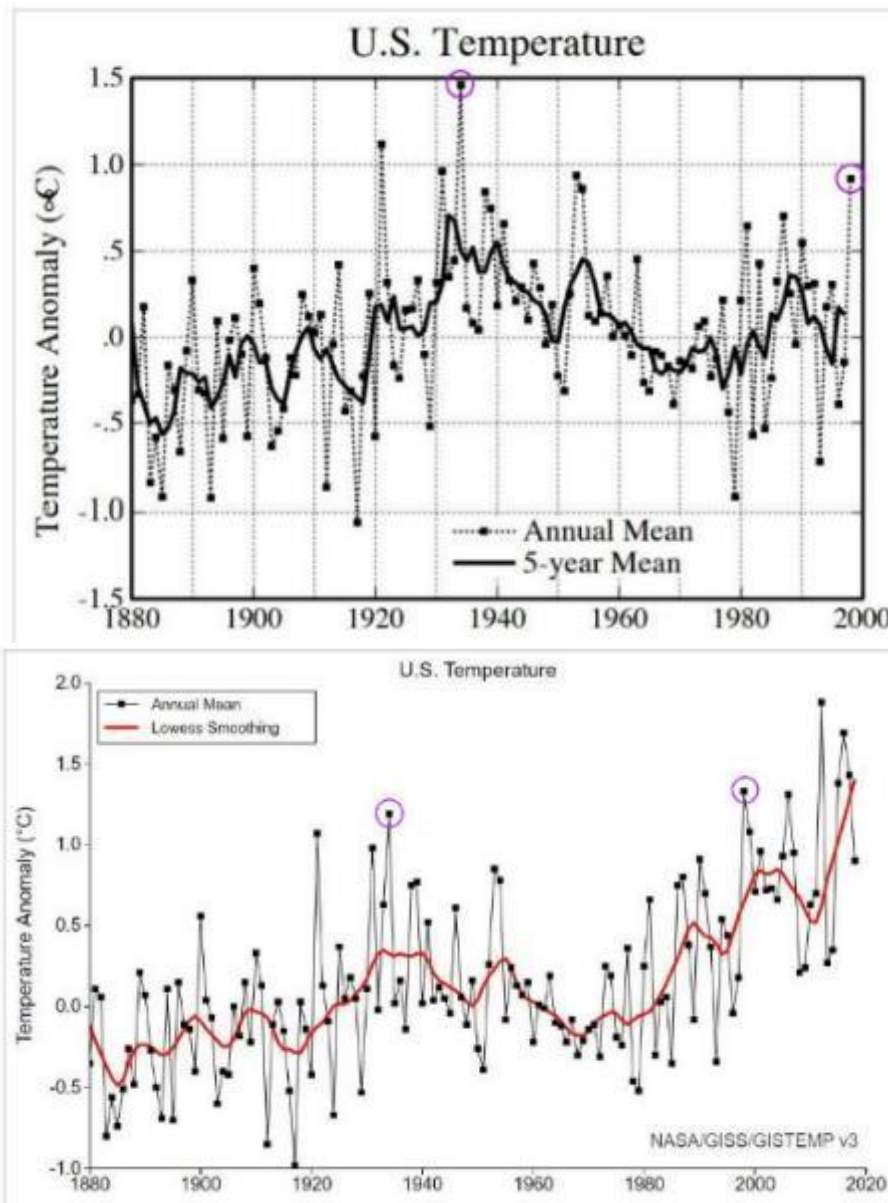 U.S. Temperature
1.5
1.0
.5
.0
-.5
-1.0
-1.5
Temperature Anomaly (°C)
Annual Mean
5-year Mean
1880 1900 1920 1940 1960 1980 2000
U.S. Temperature
2.0
1.5
1.0
0.5
0.0
-0.5
-1.0
Temperature Anomaly (°C)
Annual Mean
Lowess Smoothing
NASA/GISS/GISTEMP v3
1880 1900 1920 1940 1960 1980 2000 2020